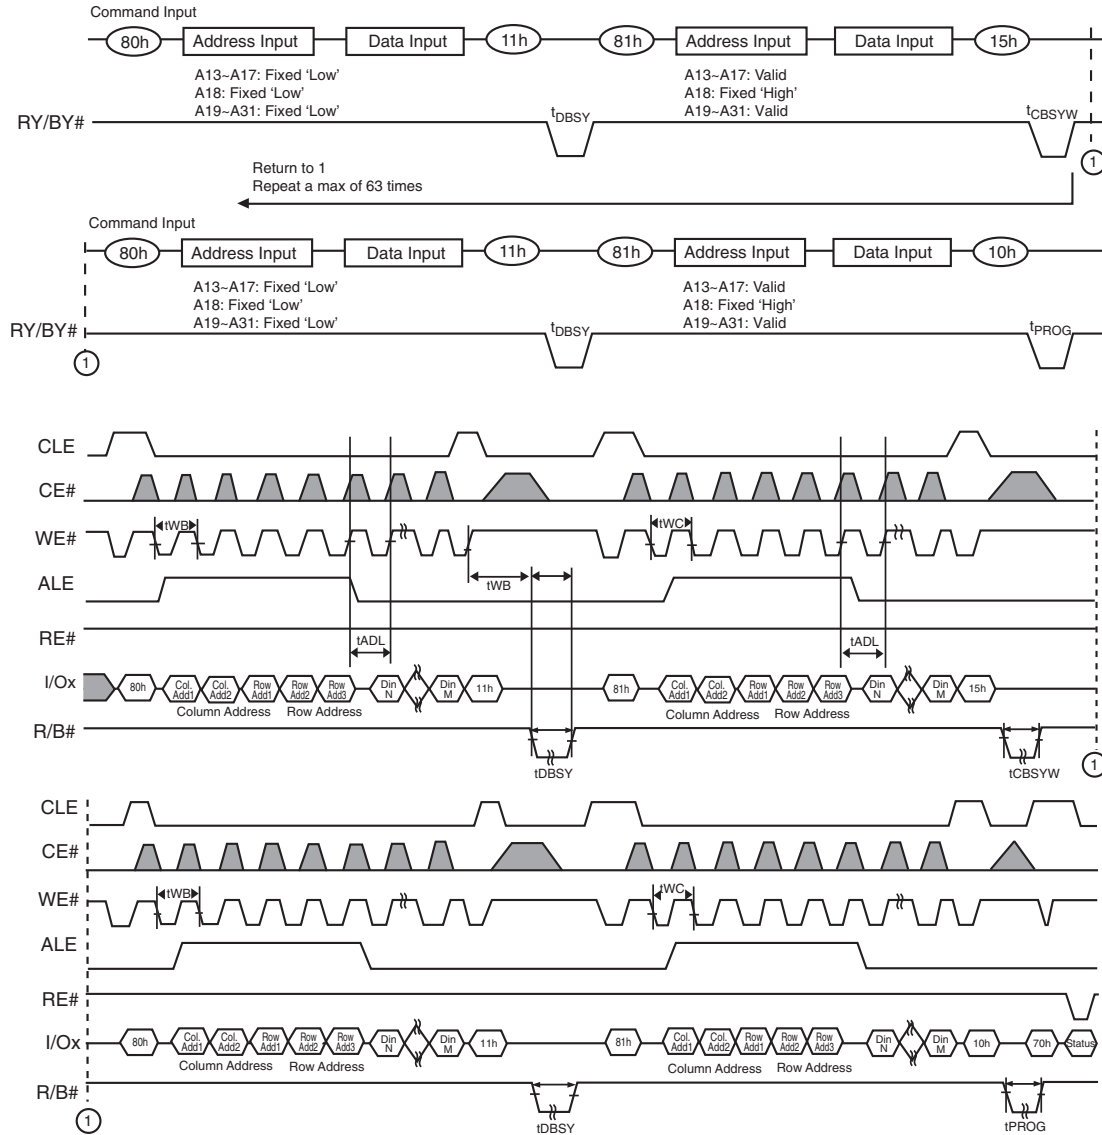 Command Input
80h Address Input Data Input 11h 81h Address Input Data Input 15h
A13~A17: Fixed 'Low' A13~A17: Valid
A18: Fixed 'Low' A18: Fixed 'High'
A19~A31: Fixed 'Low' A19~A31: Valid
RY/BY# tDBSY tCBSYW
1
Return to 1
Repeat a max of 63 times
Command Input
80h Address Input Data Input 11h 81h Address Input Data Input 10h
A13~A17: Fixed 'Low' A13~A17: Valid
A18: Fixed 'Low' A18: Fixed 'High'
A19~A31: Fixed 'Low' A19~A31: Valid
RY/BY# tDBSY tPROG
1
CLE
CE#
WE# tWB tWC
ALE tWB
RE# tADL tADL
I/Ox 80h Col. Add1 Col. Add2 Row Add1 Row Add2 Row Add3 Din N Din M 11h 81h Col. Add1 Col. Add2 Row Add1 Row Add2 Row Add3 Din N Din M 15h
Column Address Row Address Column Address Row Address
R/B# tDBSY tCBSYW 1
CLE
CE#
WE# tWB tWC
ALE
RE#
I/Ox 80h Col. Add1 Col. Add2 Row Add1 Row Add2 Row Add3 Din N Din M 11h 81h Col. Add1 Col. Add2 Row Add1 Row Add2 Row Add3 Din N Din M 10h 70h Status
Column Address Row Address Column Address Row Address
R/B#
1 tDBSY tPROG